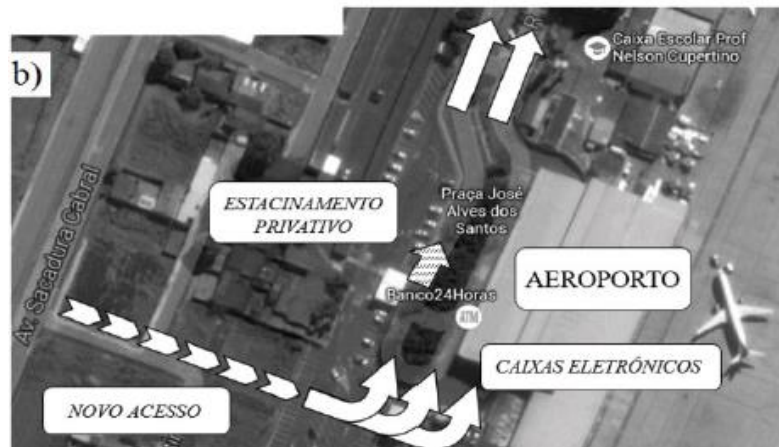 b)
Caixa Escolar Prof
Nelson Cupertino
Av. Sacadura Cabral
ESTACINAMENTO
PRIVATIVO
Praça José
Alves dos
Santos
AEROPORTO
Banco24Horas
ATM
CAIXAS ELETRÔNICOS
NOVO ACESSO